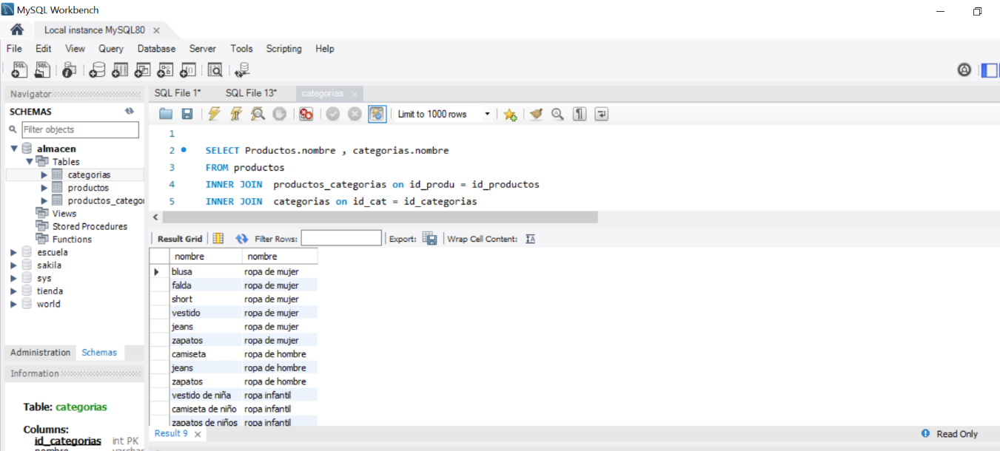 MySQL Workbench
Local instance MySQL80
File Edit View Query Database Server Tools Scripting Help
Navigator
SQL File 1* SQL File 13* categorias
SCHEMAS
Filter objects
Limit to 1000 rows
almacen
Tables
categorias
productos
productos_categor
Views
Stored Procedures
Functions
escuela
sakila
sys
tienda
world
Administration Schemas
Information
Table: categorias
Columns:
id_categorias int PK
nombre varchar
1
2 SELECT Productos.nombre , categorias.nombre
3 FROM productos
4 INNER JOIN productos_categorias on id_produ = id_productos
5 INNER JOIN categorias on id_cat = id_categorias
Result Grid Filter Rows: Export: Wrap Cell Content:
nombre nombre
blusa ropa de mujer
falda ropa de mujer
short ropa de mujer
vestido ropa de mujer
jeans ropa de mujer
zapatos ropa de mujer
camiseta ropa de hombre
jeans ropa de hombre
zapatos ropa de hombre
vestido de niña ropa infantil
camiseta de niño ropa infantil
zapatos de niños ropa infantil
Result 9 Read Only